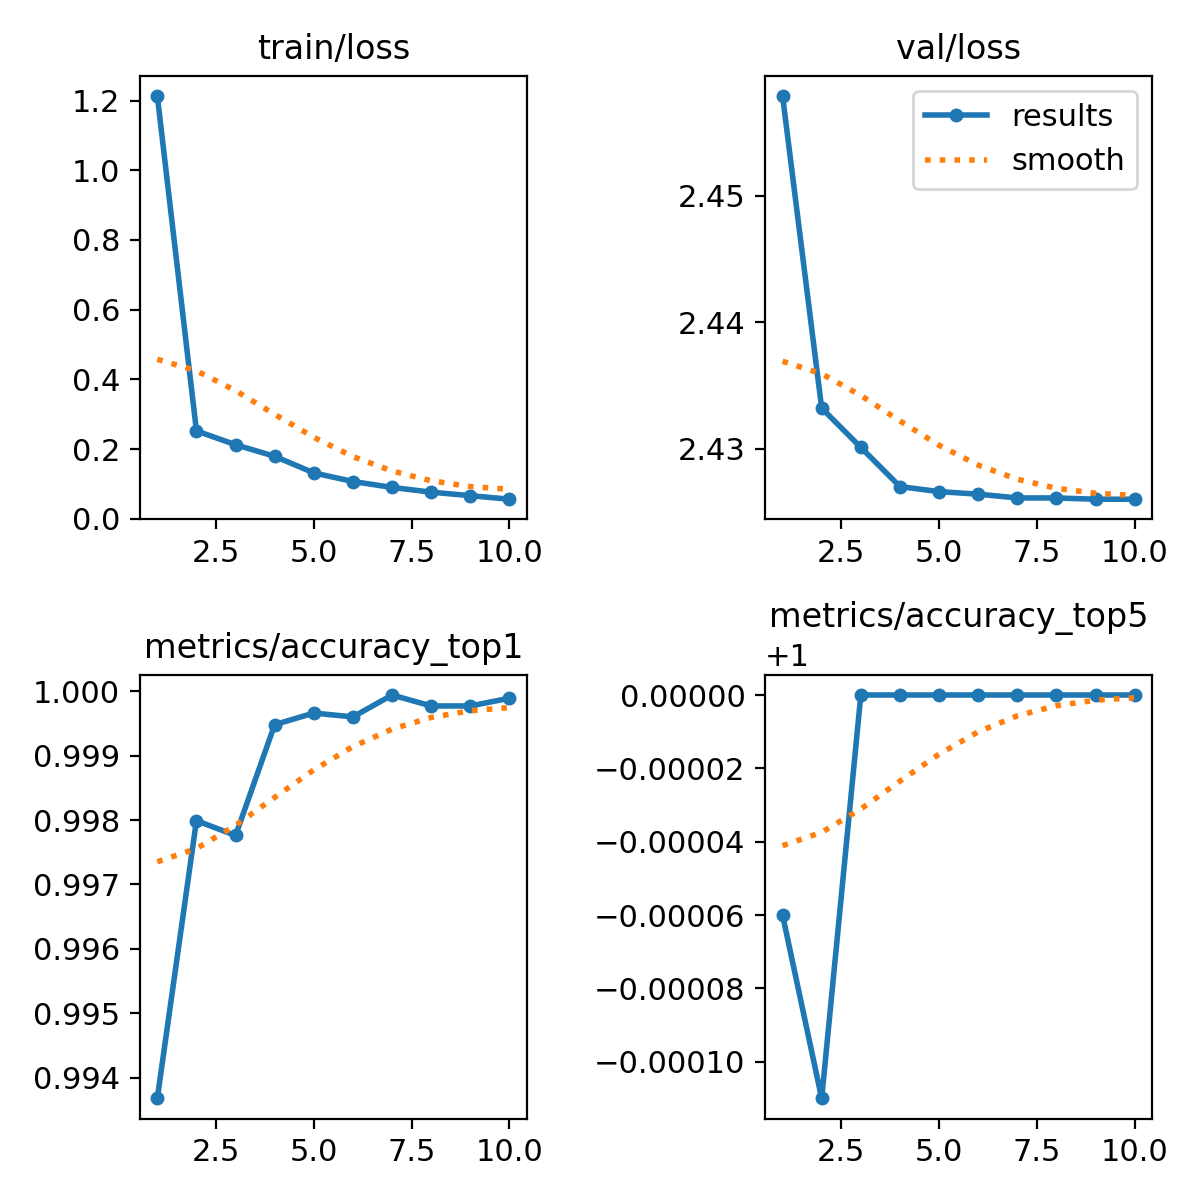 train/loss
1.2
1.0
0.8
0.6
0.4
0.2
0.0
2.5 5.0 7.5 10.0
val/loss
results
smooth
2.45
2.44
2.43
2.5 5.0 7.5 10.0
metrics/accuracy_top1
1.000
0.999
0.998
0.997
0.996
0.995
0.994
2.5 5.0 7.5 10.0
metrics/accuracy_top5
+1
0.00000
−0.00002
−0.00004
−0.00006
−0.00008
−0.00010
2.5 5.0 7.5 10.0